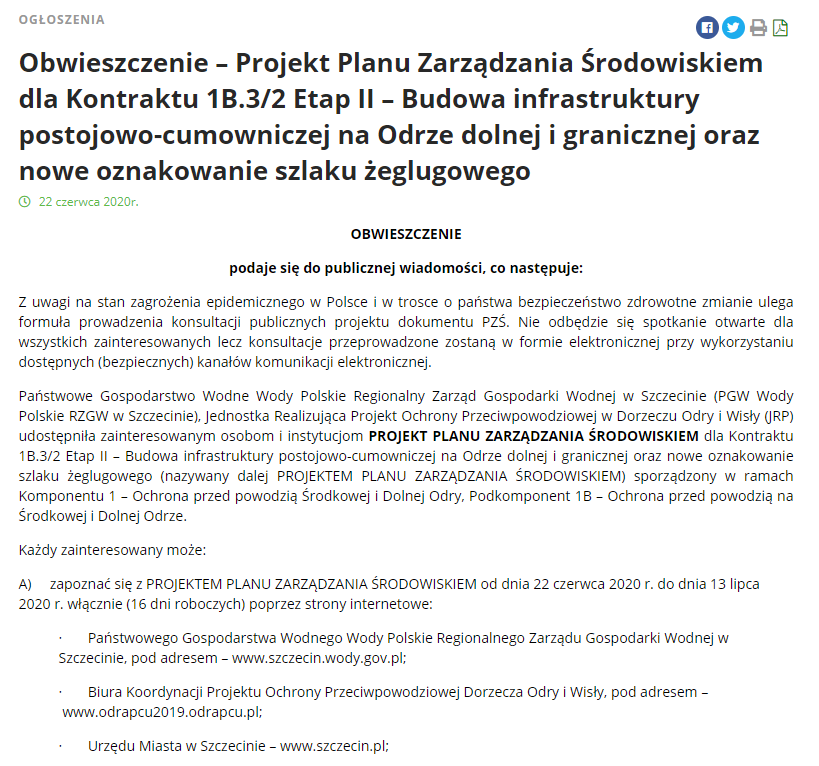 OGŁOSZENIA
Obwieszczenie – Projekt Planu Zarządzania Środowiskiem
dla Kontraktu 1B.3/2 Etap II – Budowa infrastruktury
postojowo-cumowniczej na Odrze dolnej i granicznej oraz
nowe oznakowanie szlaku żeglugowego
22 czerwca 2020r.
OBWIESZCZENIE
podaje się do publicznej wiadomości, co następuje:
Z uwagi na stan zagrożenia epidemicznego w Polsce i w trosce o państwa bezpieczeństwo zdrowotne zmianie ulega
formuła prowadzenia konsultacji publicznych projektu dokumentu PZŚ. Nie odbędzie się spotkanie otwarte dla
wszystkich zainteresowanych lecz konsultacje przeprowadzone zostaną w formie elektronicznej przy wykorzystaniu
dostępnych (bezpiecznych) kanałów komunikacji elektronicznej.
Państwowe Gospodarstwo Wodne Wody Polskie Regionalny Zarząd Gospodarki Wodnej w Szczecinie (PGW Wody
Polskie RZGW w Szczecinie), Jednostka Realizująca Projekt Ochrony Przeciwpowodziowej w Dorzeczu Odry i Wisły (JRP)
udostępniła zainteresowanym osobom i instytucjom PROJEKT PLANU ZARZĄDZANIA ŚRODOWISKIEM dla Kontraktu
1B.3/2 Etap II – Budowa infrastruktury postojowo-cumowniczej na Odrze dolnej i granicznej oraz nowe oznakowanie
szlaku żeglugowego (nazywany dalej PROJEKTEM PLANU ZARZĄDZANIA ŚRODOWISKIEM) sporządzony w ramach
Komponentu 1 – Ochrona przed powodzią Środkowej i Dolnej Odry, Podkomponent 1B – Ochrona przed powodzią na
Środkowej i Dolnej Odrze.
Każdy zainteresowany może:
A) zapoznać się z PROJEKTEM PLANU ZARZĄDZANIA ŚRODOWISKIEM od dnia 22 czerwca 2020 r. do dnia 13 lipca
2020 r. włącznie (16 dni roboczych) poprzez strony internetowe:
· Państwowego Gospodarstwa Wodnego Wody Polskie Regionalnego Zarządu Gospodarki Wodnej w
Szczecinie, pod adresem – www.szczecin.wody.gov.pl;
· Biura Koordynacji Projektu Ochrony Przeciwpowodziowej Dorzecza Odry i Wisły, pod adresem –
www.odrapcu2019.odrapcu.pl;
· Urzędu Miasta w Szczecinie – www.szczecin.pl;